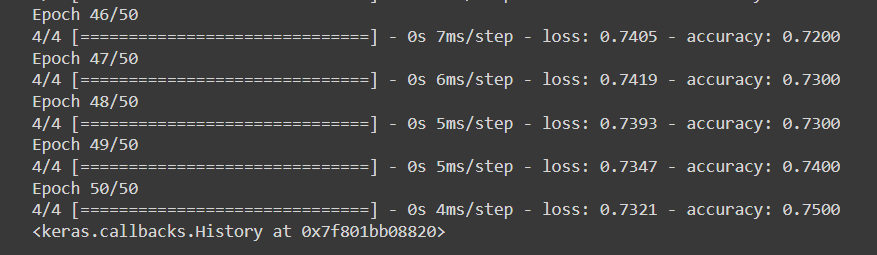 Epoch 46/50
4/4 [==============================] - 0s 7ms/step - loss: 0.7405 - accuracy: 0.7200
Epoch 47/50
4/4 [==============================] - 0s 6ms/step - loss: 0.7419 - accuracy: 0.7300
Epoch 48/50
4/4 [==============================] - 0s 5ms/step - loss: 0.7393 - accuracy: 0.7300
Epoch 49/50
4/4 [==============================] - 0s 5ms/step - loss: 0.7347 - accuracy: 0.7400
Epoch 50/50
4/4 [==============================] - 0s 4ms/step - loss: 0.7321 - accuracy: 0.7500
<keras.callbacks.History at 0x7f801bb08820>